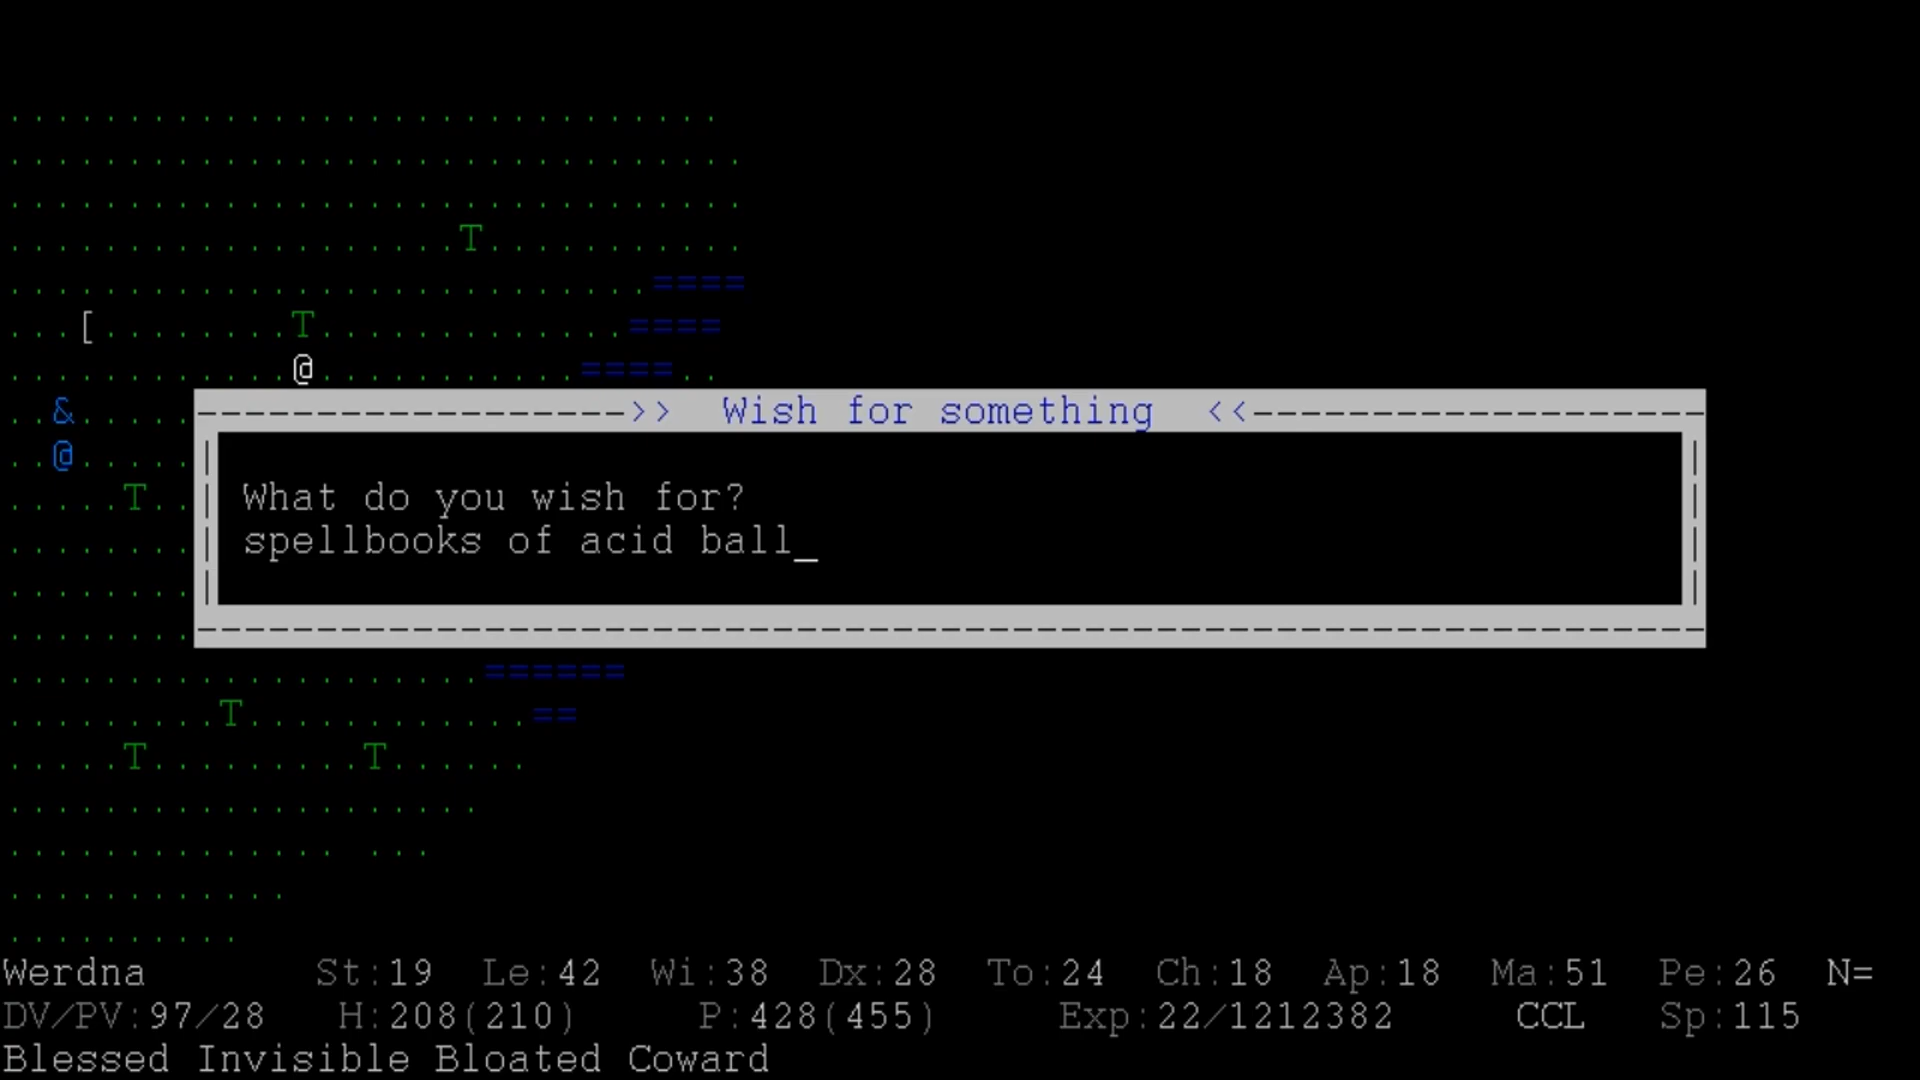 T
====
[ T ====
@ ====
& >> Wish for something <<
@
T What do you wish for?
spellbooks of acid ball_
======
T ==
T T
Werdna St:19 Le:42 Wi:38 Dx:28 To:24 Ch:18 Ap:18 Ma:51 Pe:26 N=
DV/PV:97/28 H:208(210) P:428(455) Exp:22/1212382 CCL Sp:115
Blessed Invisible Bloated Coward